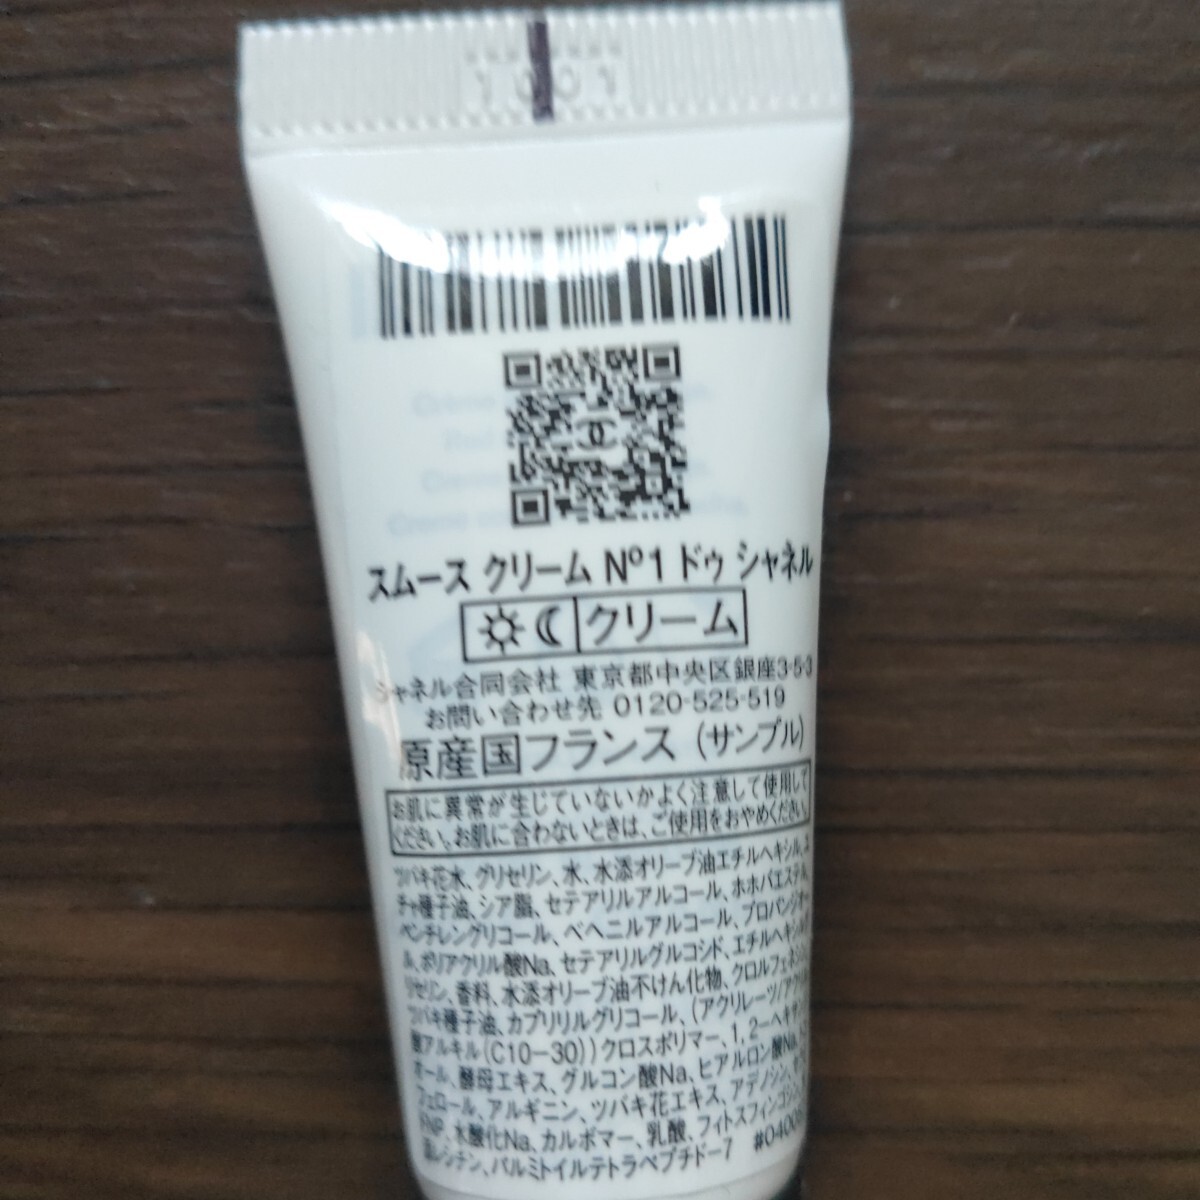 スムース クリーム Nº1 ドゥ シャネル
クリーム
シャネル合同会社 東京都中央区銀座3-5-3
お問い合わせ先 0120-525-519
原産国フランス (サンプル)
お肌に異常が生じていないかよく注意して使用して
ください。お肌に合わないときは、ご使用をおやめください。
ツバキ花水、グリセリン、水、水添オリーブ油エチルヘキシル、
チャ種子油、シア脂、セテアリルアルコール、ホホバエステル、
ペンチレングリコール、ベヘニルアルコール、プロパンジオー
ル、ポリアクリル酸Na、セテアリルグルコシド、エチルヘキシルグ
リセリン、香料、水添オリーブ油不けん化物、クロルフェネシン、
ツバキ種子油、カプリリルグリコール、(アクリレーツ/アクリル
酸アルキル(C10-30))クロスポリマー、1, 2-ヘキサンジ
オール、酵母エキス、グルコン酸Na、ヒアルロン酸Na、ト
フェロール、アルギニン、ツバキ花エキス、アデノシン、
水酸化Na、カルボマー、乳酸、フィトスフィンゴシン、
レシチン、パルミトイルテトラペプチド-7